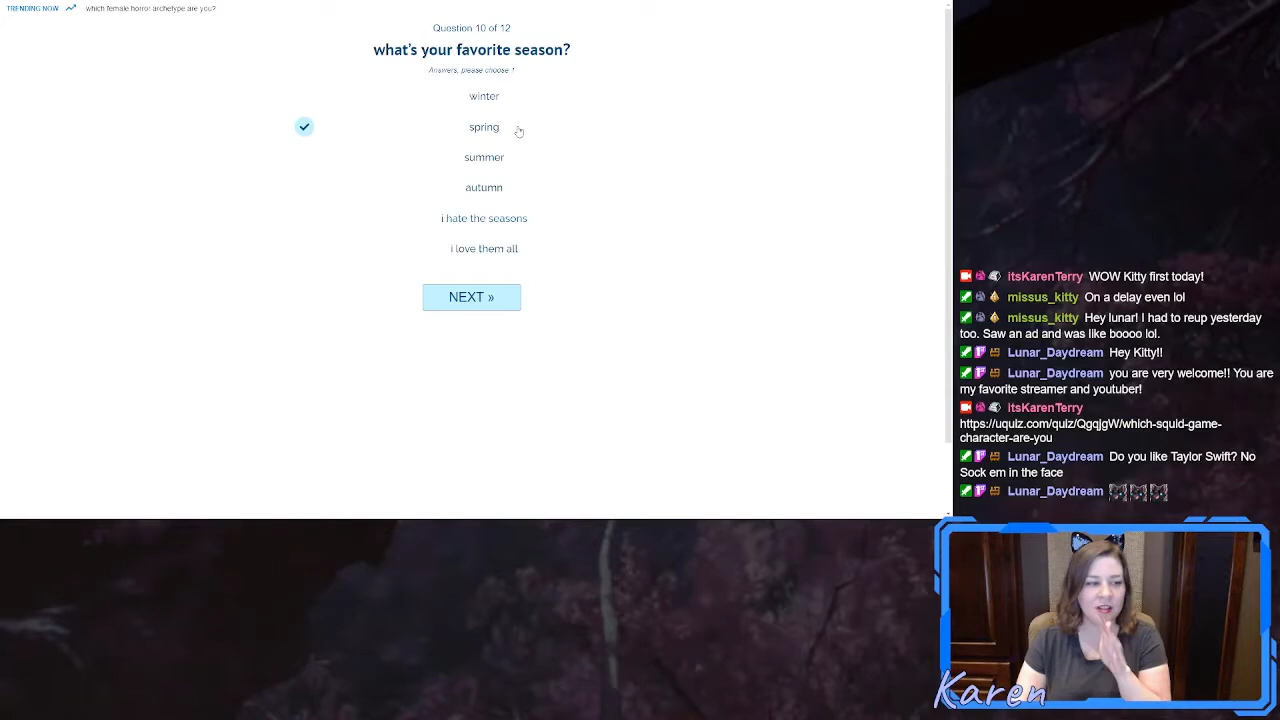 TRENDING NOW which female horror archetype are you?
Question 10 of 12
what's your favorite season?
Answers, please choose 1
winter
spring
summer
autumn
i hate the seasons
i love them all
NEXT »
itsKarenTerry WOW Kitty first today!
missus_kitty On a delay even lol
missus_kitty Hey lunar! I had to reup yesterday
too. Saw an ad and was like boooo lol.
Lunar_Daydream Hey Kitty!!
Lunar_Daydream you are very welcome!! You are
my favorite streamer and youtuber!
itsKarenTerry
https://uquiz.com/quiz/QgqjgW/which-squid-game-
character-are-you
Lunar_Daydream Do you like Taylor Swift? No
Sock em in the face
Lunar_Daydream
Karen